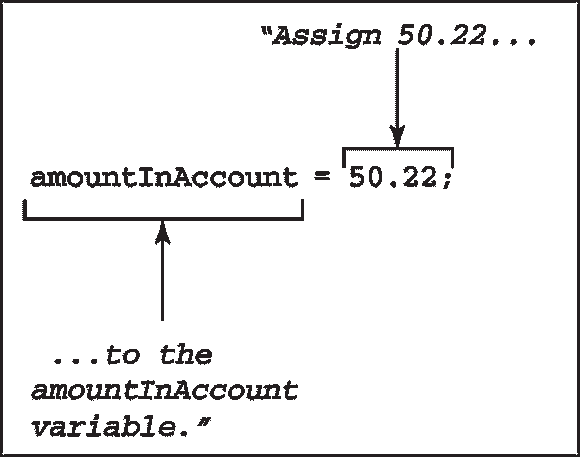 "Assign 50.22...
amountInAccount = 50.22;
...to the
amountInAccount
variable."